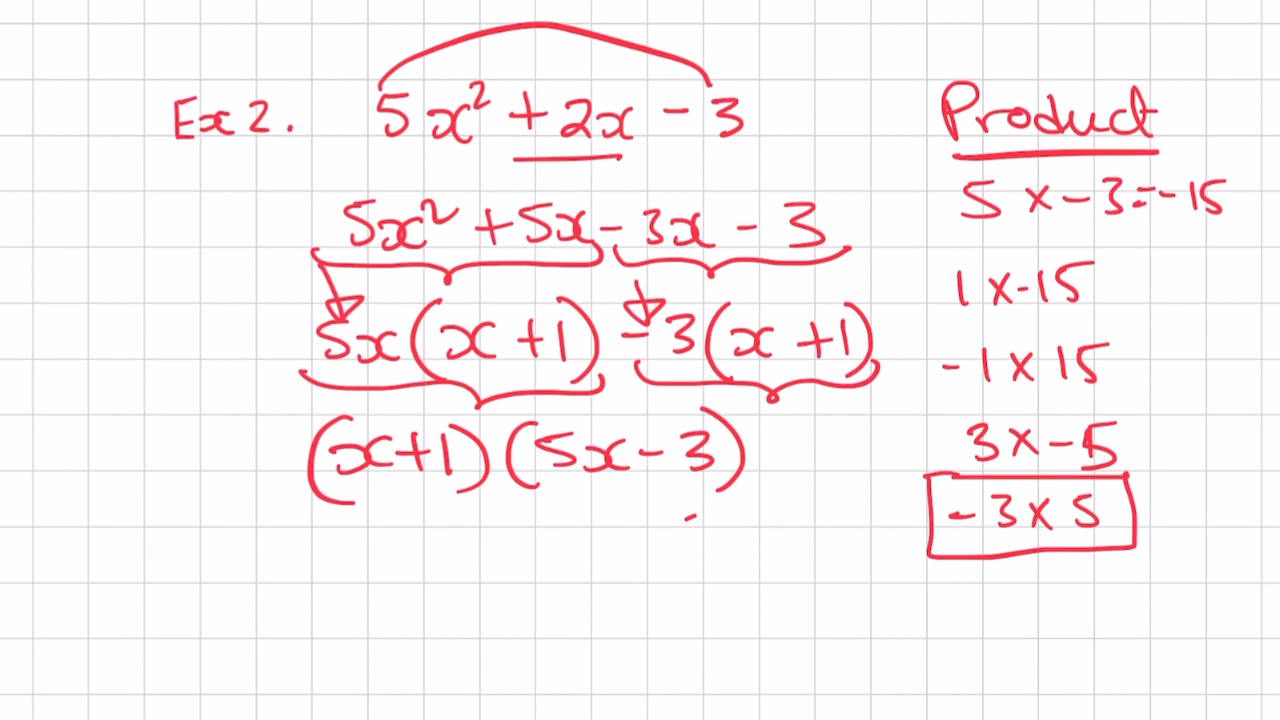 Ex 2. 5x² + 2x - 3
5x² + 5x - 3x - 3
5x(x + 1) - 3(x + 1)
(x+1)(5x - 3)
Product
5 x - 3 = - 15
1 x -15
- 1 x 15
3 x - 5
- 3 x 5